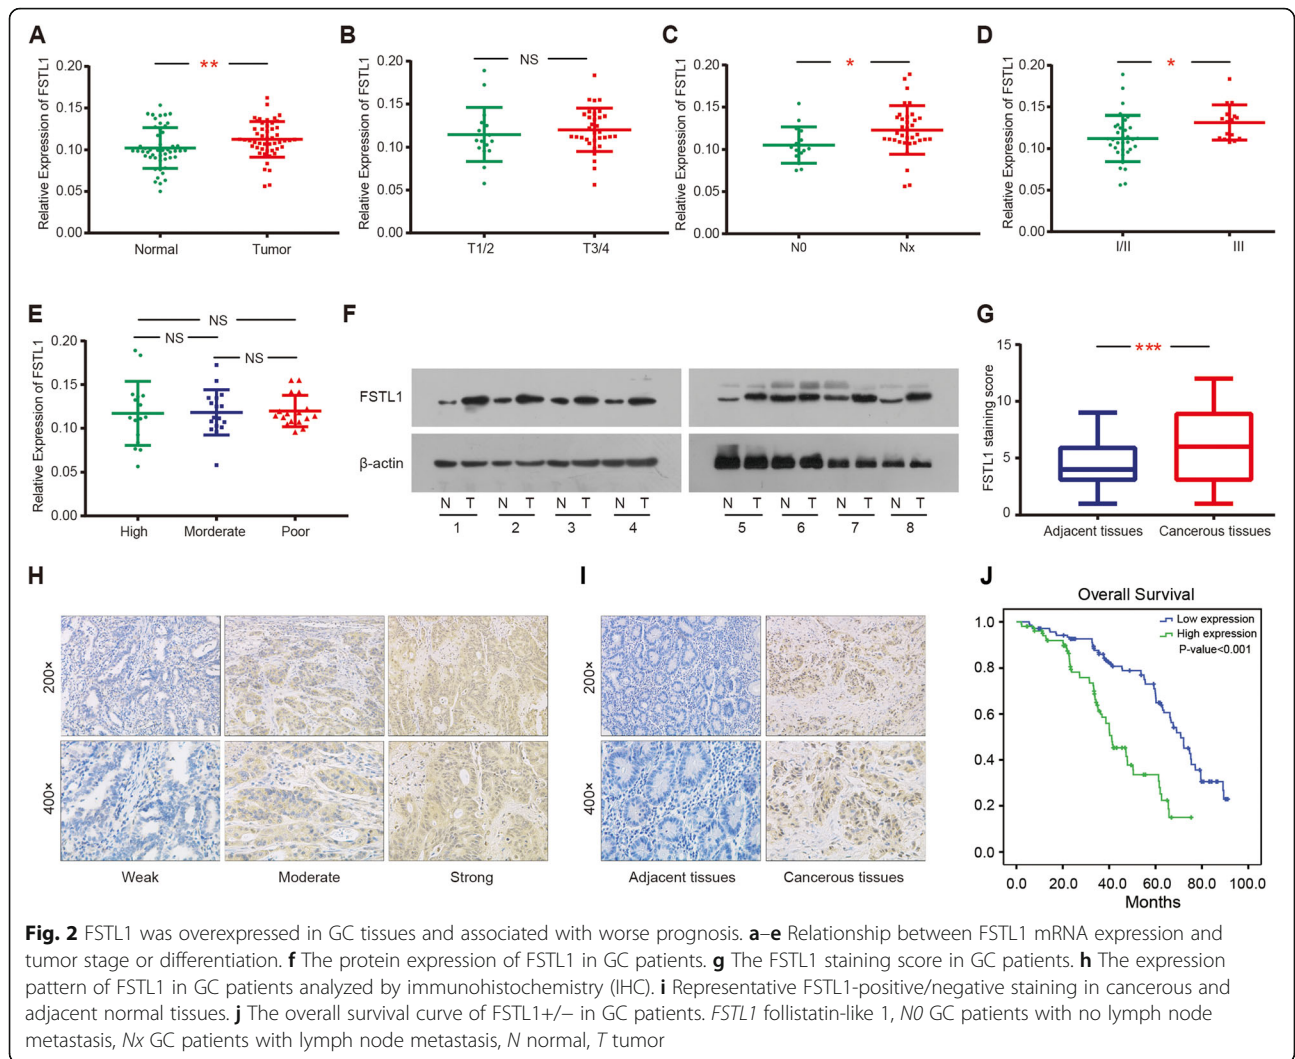 A
Relative Expression of FSTL1
0.20
0.15
0.10
0.05
0.00
**
Normal Tumor
B
Relative Expression of FSTL1
0.20
0.15
0.10
0.05
0.00
NS
T1/2 T3/4
C
Relative Expression of FSTL1
0.20
0.15
0.10
0.05
0.00
*
N0 Nx
D
Relative Expression of FSTL1
0.20
0.15
0.10
0.05
0.00
*
I/II III
E
Relative Expression of FSTL1
0.20
0.15
0.10
0.05
0.00
NS
NS
NS
High Morderate Poor
F
FSTL1
β-actin
N T N T N T N T N T N T N T N T
1 2 3 4 5 6 7 8
G
FSTL1 staining score
15
10
5
0
***
Adjacent tissues Cancerous tissues
H
200×
400×
Weak Moderate Strong
I
200×
400×
Adjacent tissues Cancerous tissues
J
Overall Survival
Low expression
High expression
P-value<0.001
1.0
0.8
0.6
0.4
0.2
0.0
0.0 20.0 40.0 60.0 80.0 100.0
Months
Fig. 2 FSTL1 was overexpressed in GC tissues and associated with worse prognosis. a–e Relationship between FSTL1 mRNA expression and
tumor stage or differentiation. f The protein expression of FSTL1 in GC patients. g The FSTL1 staining score in GC patients. h The expression
pattern of FSTL1 in GC patients analyzed by immunohistochemistry (IHC). i Representative FSTL1-positive/negative staining in cancerous and
adjacent normal tissues. j The overall survival curve of FSTL1+/− in GC patients. FSTL1 follistatin-like 1, N0 GC patients with no lymph node
metastasis, Nx GC patients with lymph node metastasis, N normal, T tumor